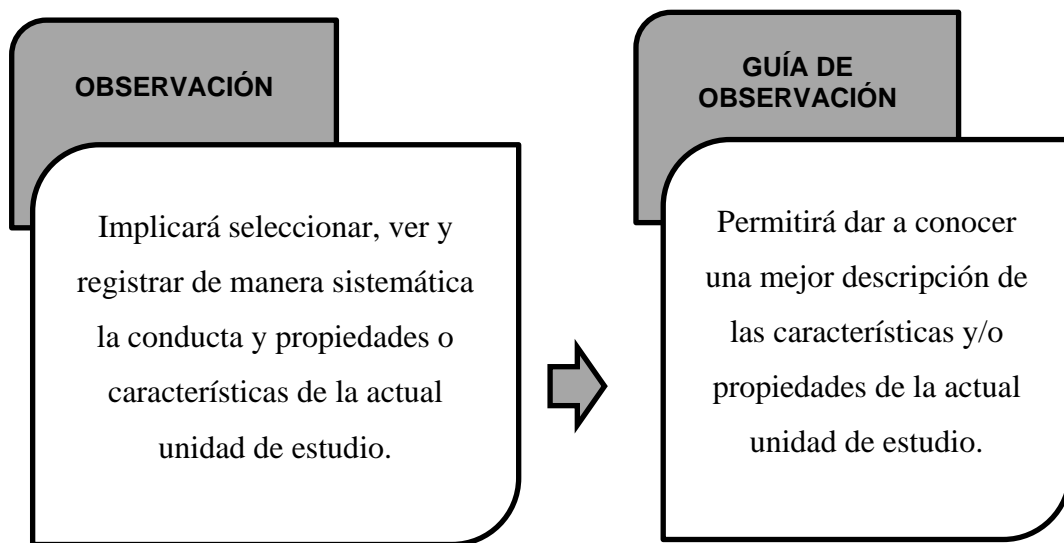 OBSERVACIÓN
Implicará seleccionar, ver y
registrar de manera sistemática
la conducta y propiedades o
características de la actual
unidad de estudio.
GUÍA DE
OBSERVACIÓN
Permitirá dar a conocer
una mejor descripción de
las características y/o
propiedades de la actual
unidad de estudio.